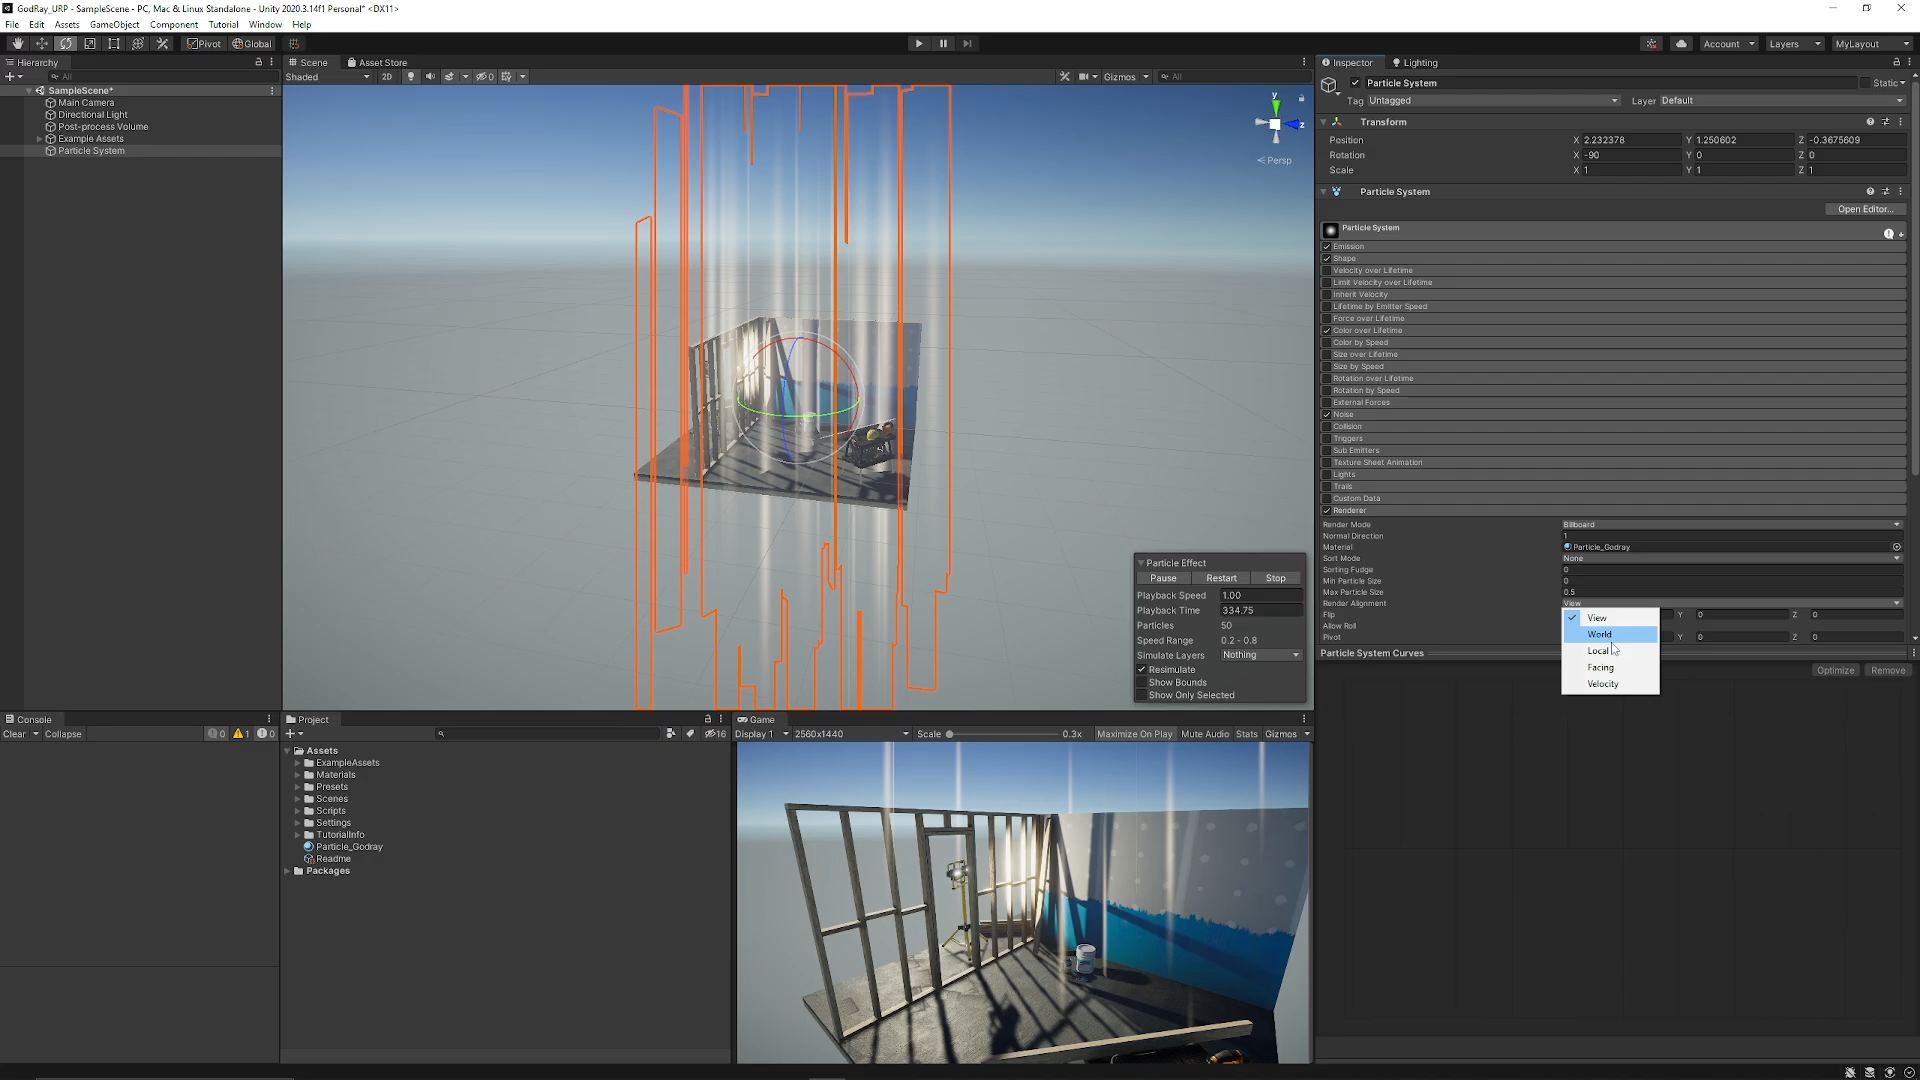 GodRay_URP - SampleScene - PC, Mac & Linux Standalone - Unity 2020.3.14f1 Personal* <DX11>
File Edit Assets GameObject Component Tutorial Window Help
Pivot Global
Account Layers MyLayout
Hierarchy
All
SampleScene*
Main Camera
Directional Light
Post-process Volume
Example Assets
Particle System
Scene Asset Store
Shaded 2D 0 Gizmos All
y
z
Persp
Particle Effect
Pause Restart Stop
Playback Speed 1.00
Playback Time 334.75
Particles 50
Speed Range 0.2 - 0.8
Simulate Layers Nothing
Resimulate
Show Bounds
Show Only Selected
Inspector Lighting
Particle System Static
Tag Untagged Layer Default
Transform
Position X 2.232378 Y 1.250602 Z -0.3675609
Rotation X -90 Y 0 Z 0
Scale X 1 Y 1 Z 1
Particle System
Open Editor...
Particle System
Emission
Shape
Velocity over Lifetime
Limit Velocity over Lifetime
Inherit Velocity
Lifetime by Emitter Speed
Force over Lifetime
Color over Lifetime
Color by Speed
Size over Lifetime
Size by Speed
Rotation over Lifetime
Rotation by Speed
External Forces
Noise
Collision
Triggers
Sub Emitters
Texture Sheet Animation
Lights
Trails
Custom Data
Renderer
Render Mode Billboard
Normal Direction 1
Material Particle_Godray
Sort Mode None
Sorting Fudge 0
Min Particle Size 0
Max Particle Size 0.5
Render Alignment View
Flip Y 0 Z 0
Allow Roll
Pivot Y 0 Z 0
View
World
Local
Facing
Velocity
Particle System Curves
Optimize Remove
Console
Clear Collapse 0 1 0
Project
16
Assets
ExampleAssets
Materials
Presets
Scenes
Scripts
Settings
TutorialInfo
Particle_Godray
Readme
Packages
Game
Display 1 2560x1440 Scale 0.3x Maximize On Play Mute Audio Stats Gizmos